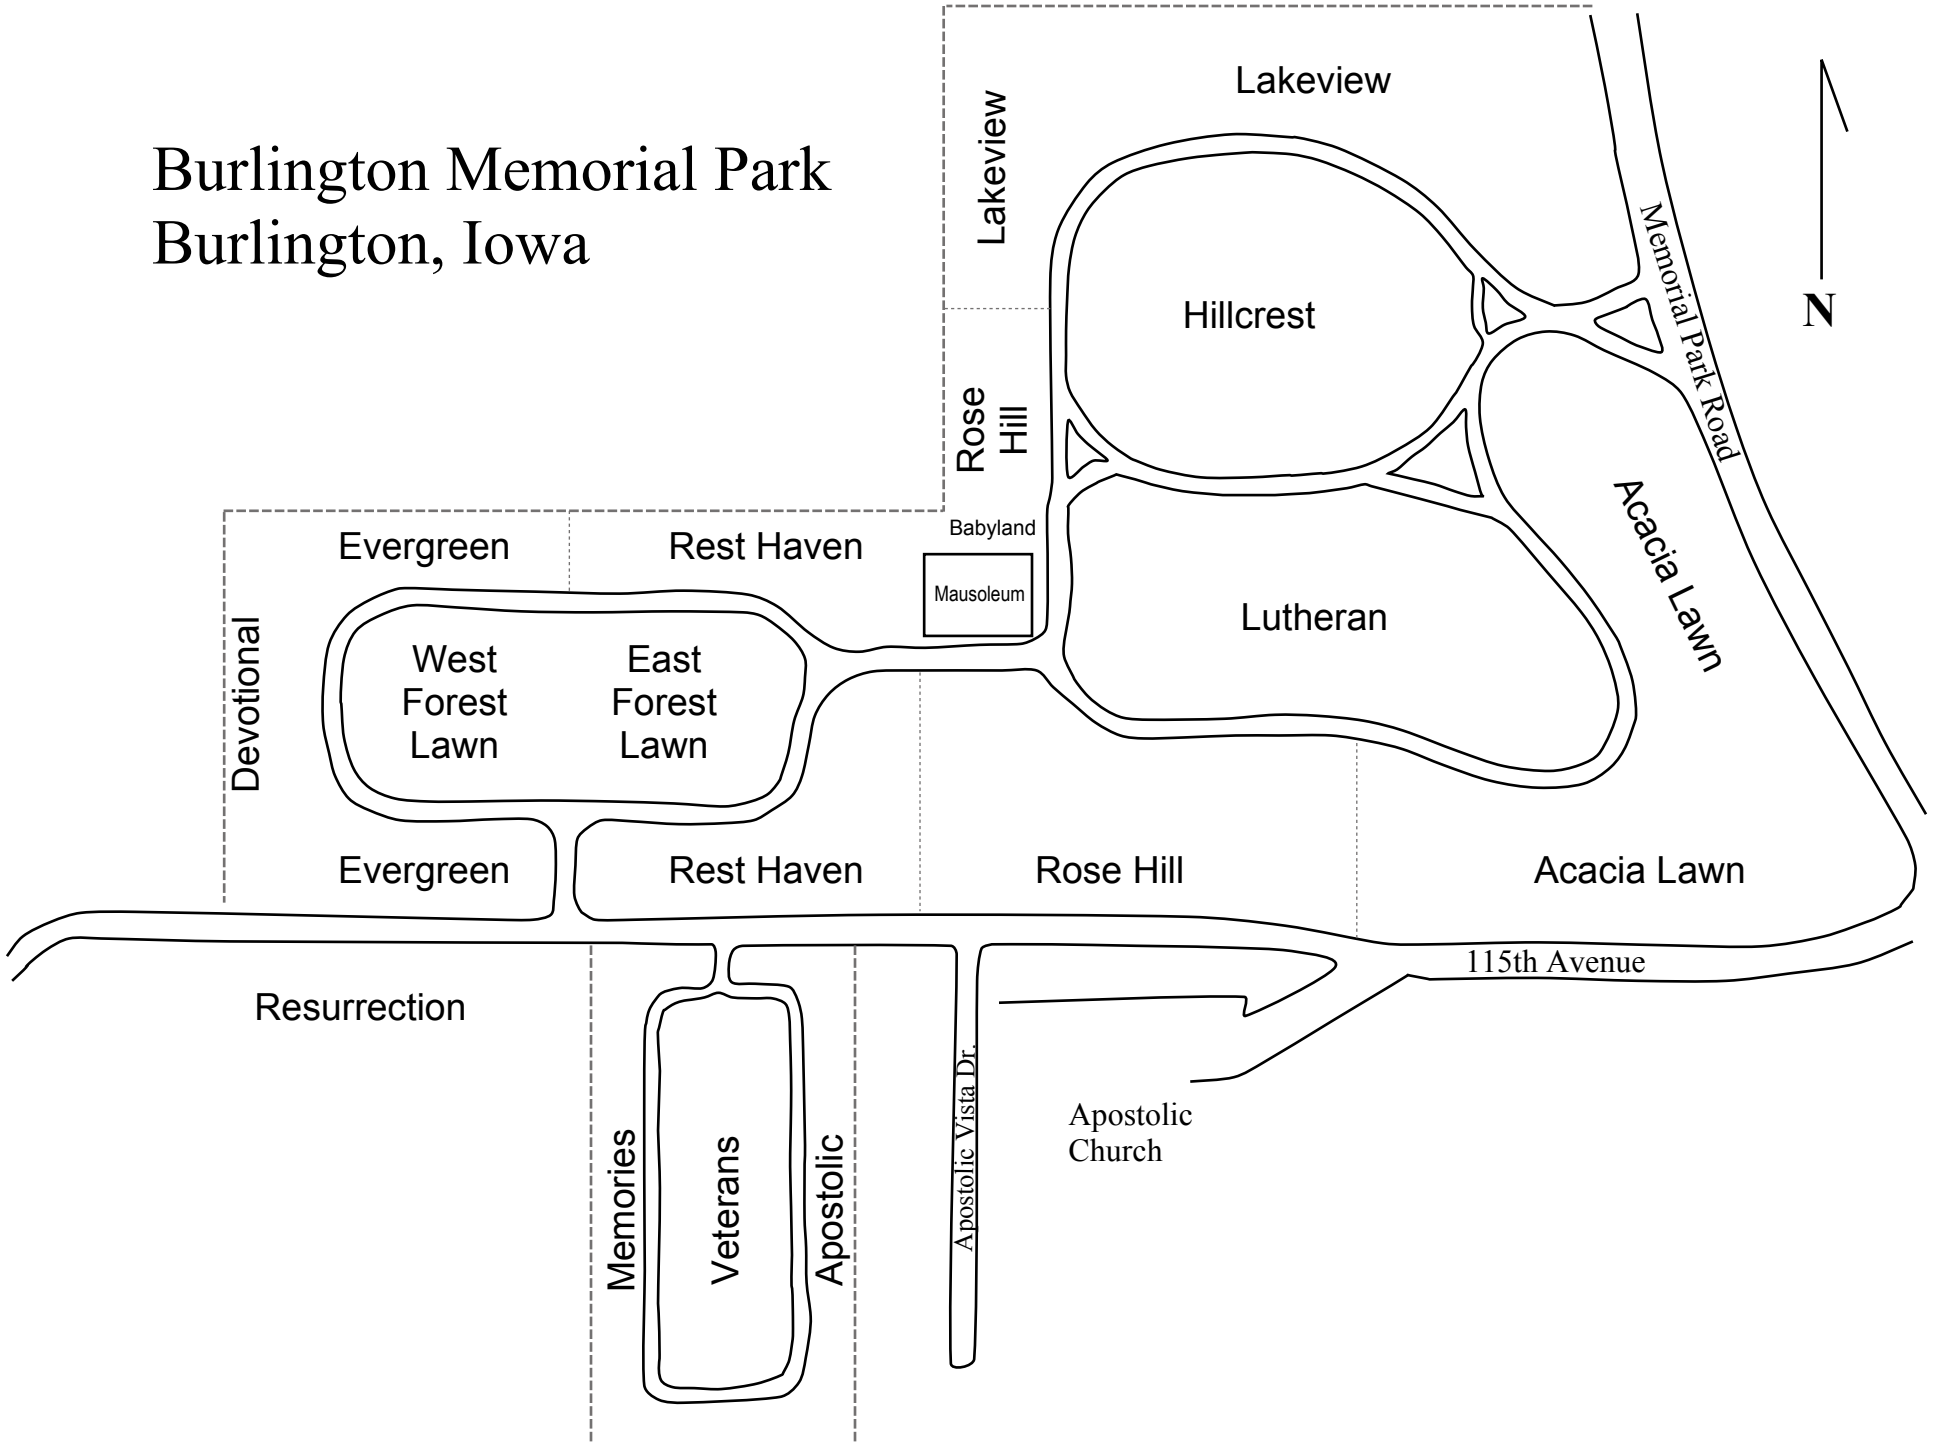 Burlington Memorial Park
Burlington, Iowa
Lakeview
Lakeview
N
Memorial Park Road
Hillcrest
Rose
Hill
Babyland
Mausoleum
Evergreen
Rest Haven
Acacia Lawn
Lutheran
Devotional
West
Forest
Lawn
East
Forest
Lawn
Evergreen
Rest Haven
Rose Hill
Acacia Lawn
115th Avenue
Resurrection
Memories
Veterans
Apostolic
Apostolic Vista Dr.
Apostolic
Church